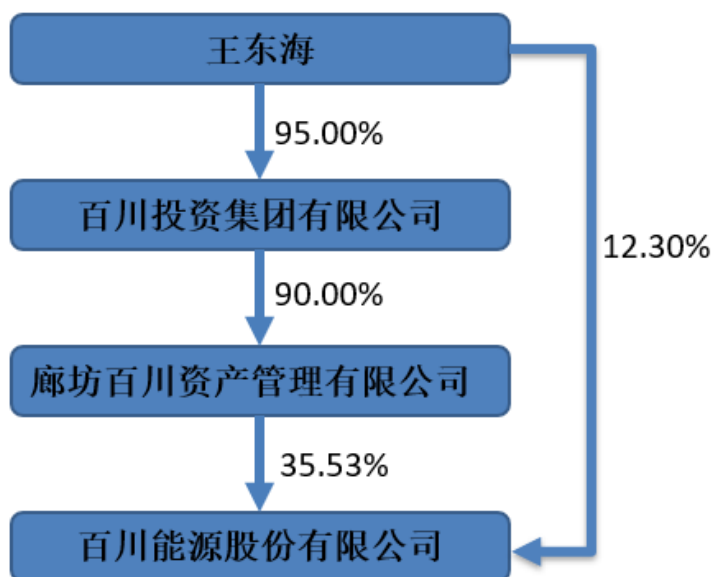 王东海
95.00%
百川投资集团有限公司
12.30%
90.00%
廊坊百川资产管理有限公司
35.53%
百川能源股份有限公司